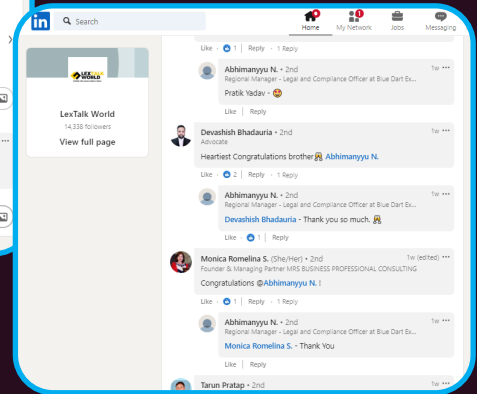 in
Search
Home
My Network
Jobs
Messaging
LEXTALK
WORLD
LexTalk World
14,338 followers
View full page
Like · 1 | Reply · 1 Reply
Abhimanyyu N. • 2nd
1w •••
Regional Manager - Legal and Compliance Officer at Blue Dart Ex...
Pratik Yadav -
Like | Reply
Devashish Bhadauria • 2nd
1w •••
Advocate
Heartiest Congratulations brother Abhimanyyu N.
Like · 2 | Reply · 1 Reply
Abhimanyyu N. • 2nd
1w •••
Regional Manager - Legal and Compliance Officer at Blue Dart Ex...
Devashish Bhadauria - Thank you so much.
Like · 1 | Reply
Monica Romelina S. (She/Her) • 2nd
1w (edited) •••
Founder & Managing Partner MRS BUSINESS PROFESSIONAL CONSULTING
Congratulations @Abhimanyyu N. !
Like · 1 | Reply · 1 Reply
Abhimanyyu N. • 2nd
1w •••
Regional Manager - Legal and Compliance Officer at Blue Dart Ex...
Monica Romelina S. - Thank You
Like | Reply
Tarun Pratap • 2nd
1w •••